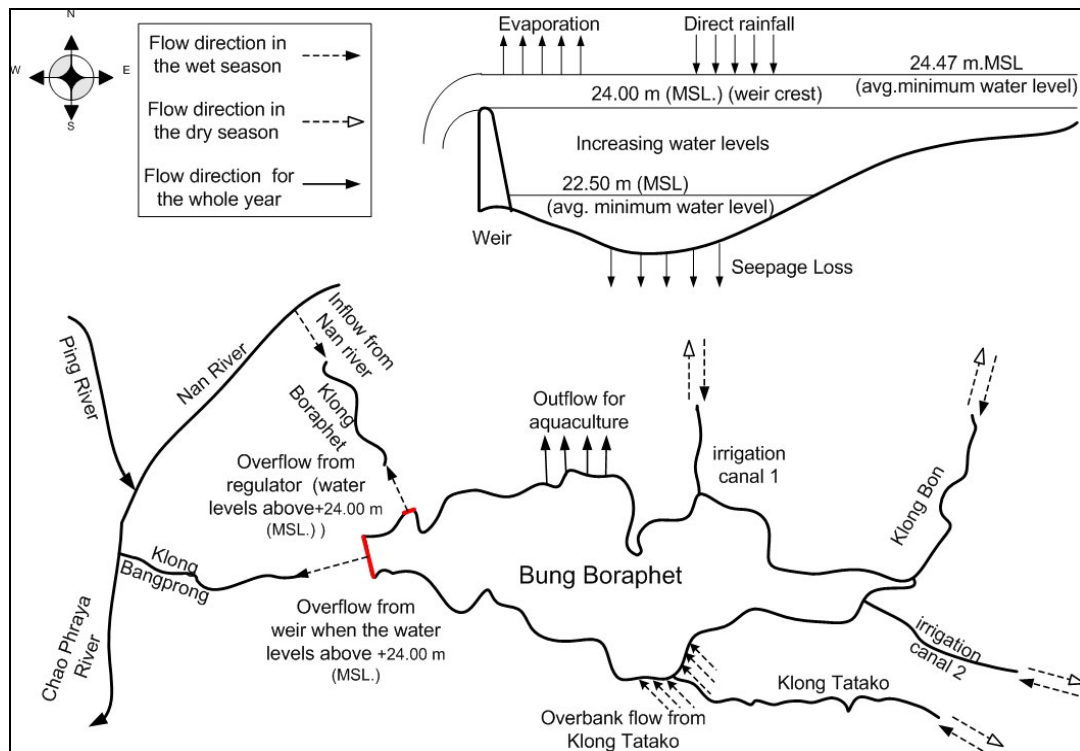 N
W
E
S
Flow direction in
the wet season
Flow direction in
the dry season
Flow direction for
the whole year
Evaporation
Direct rainfall
24.47 m.MSL
(avg.minimum water level)
24.00 m (MSL.) (weir crest)
Increasing water levels
22.50 m (MSL)
(avg. minimum water level)
Weir
Seepage Loss
Ping River
Nan River
Inflow from
Nan river
Klong
Boraphet
Overflow from
regulator (water
levels above+24.00 m
(MSL.) )
Outflow for
aquaculture
irrigation
canal 1
Klong Bon
Klong
Bangprong
Bung Boraphet
Chao Phraya
River
Overflow from
weir when the water
levels above +24.00 m
(MSL.)
irrigation
canal 2
Klong Tatako
Overbank flow from
Klong Tatako